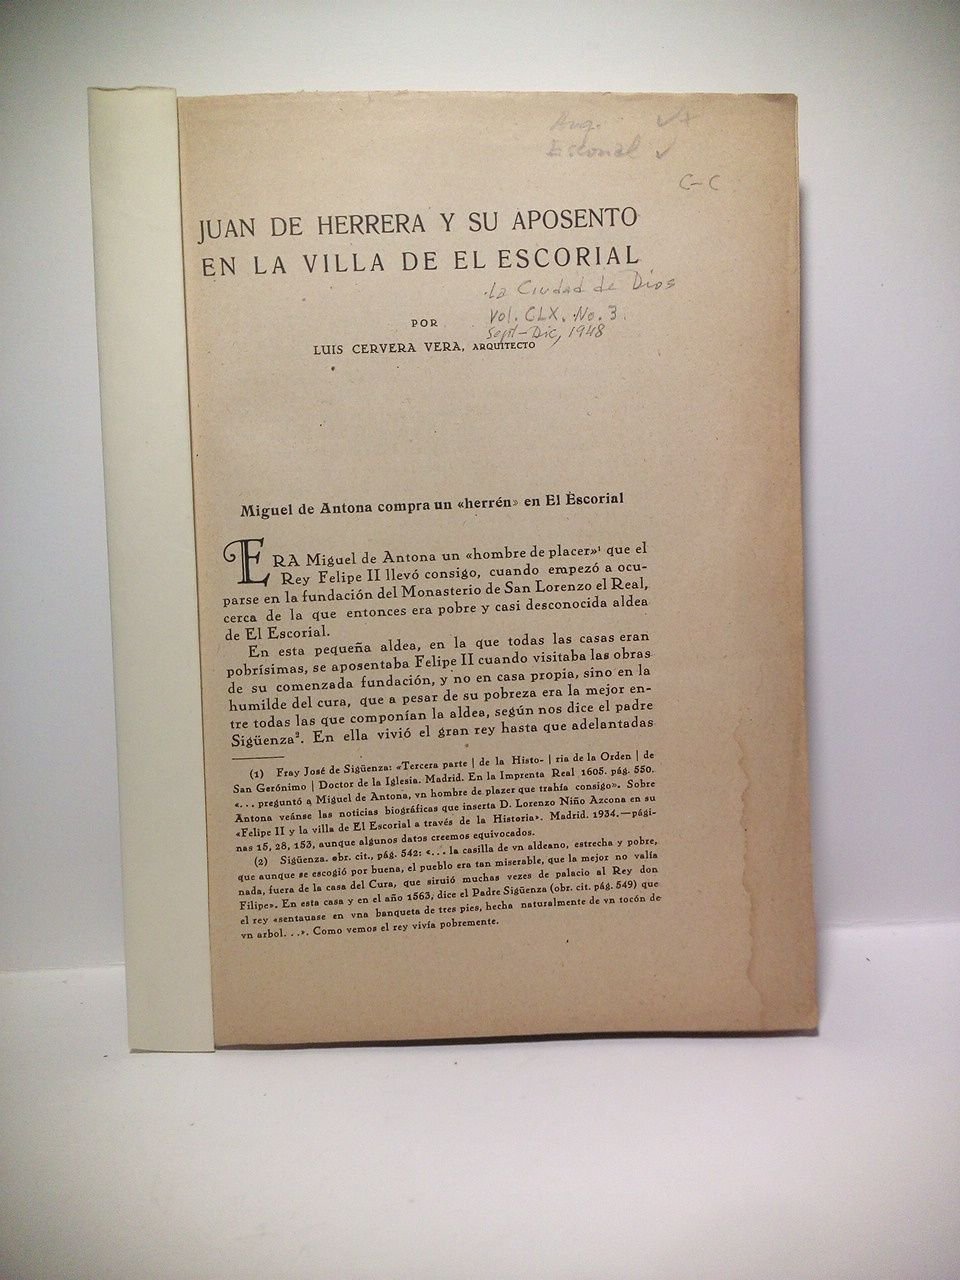 Arq.
Escorial
C-C
JUAN DE HERRERA Y SU APOSENTO
EN LA VILLA DE EL ESCORIAL
La Ciudad de Dios
Vol. CLX. No. 3.
Sept-Dic, 1948
POR
LUIS CERVERA VERA, ARQUITECTO
Miguel de Antona compra un «herrén» en El Escorial
ERA Miguel de Antona un «hombre de placer»¹ que el
Rey Felipe II llevó consigo, cuando empezó a ocu-
parse en la fundación del Monasterio de San Lorenzo el Real,
cerca de la que entonces era pobre y casi desconocida aldea
de El Escorial.
En esta pequeña aldea, en la que todas las casas eran
pobrísimas, se aposentaba Felipe II cuando visitaba las obras
de su comenzada fundación, y no en casa propia, sino en la
humilde del cura, que a pesar de su pobreza era la mejor en-
tre todas las que componían la aldea, según nos dice el padre
Sigüenza². En ella vivió el gran rey hasta que adelantadas
(1) Fray José de Sigüenza: «Tercera parte | de la Histo- | ria de la Orden | de
San Gerónimo | Doctor de la Iglesia. Madrid. En la Imprenta Real 1605. pág. 550.
«... preguntó a Miguel de Antona, vn hombre de plazer que trahía consigo». Sobre
Antona veánse las noticias biográficas que inserta D. Lorenzo Niño Azcona en su
«Felipe II y la villa de El Escorial a través de la Historia». Madrid. 1934.—pági-
nas 15, 28, 153, aunque algunos datos creemos equivocados.
(2) Sigüenza. obr. cit., pág. 542: «... la casilla de vn aldeano, estrecha y pobre,
que aunque se escogió por buena, el pueblo era tan miserable, que la mejor no valía
nada, fuera de la casa del Cura, que siruió muchas vezes de palacio al Rey don
Filipe». En esta casa y en el año 1563, dice el Padre Sigüenza (obr. cit. pág. 549) que
el rey «sentauase en vna banqueta de tres pies, hecha naturalmente de vn tocón de
vn arbol...». Como vemos el rey vivía pobremente.